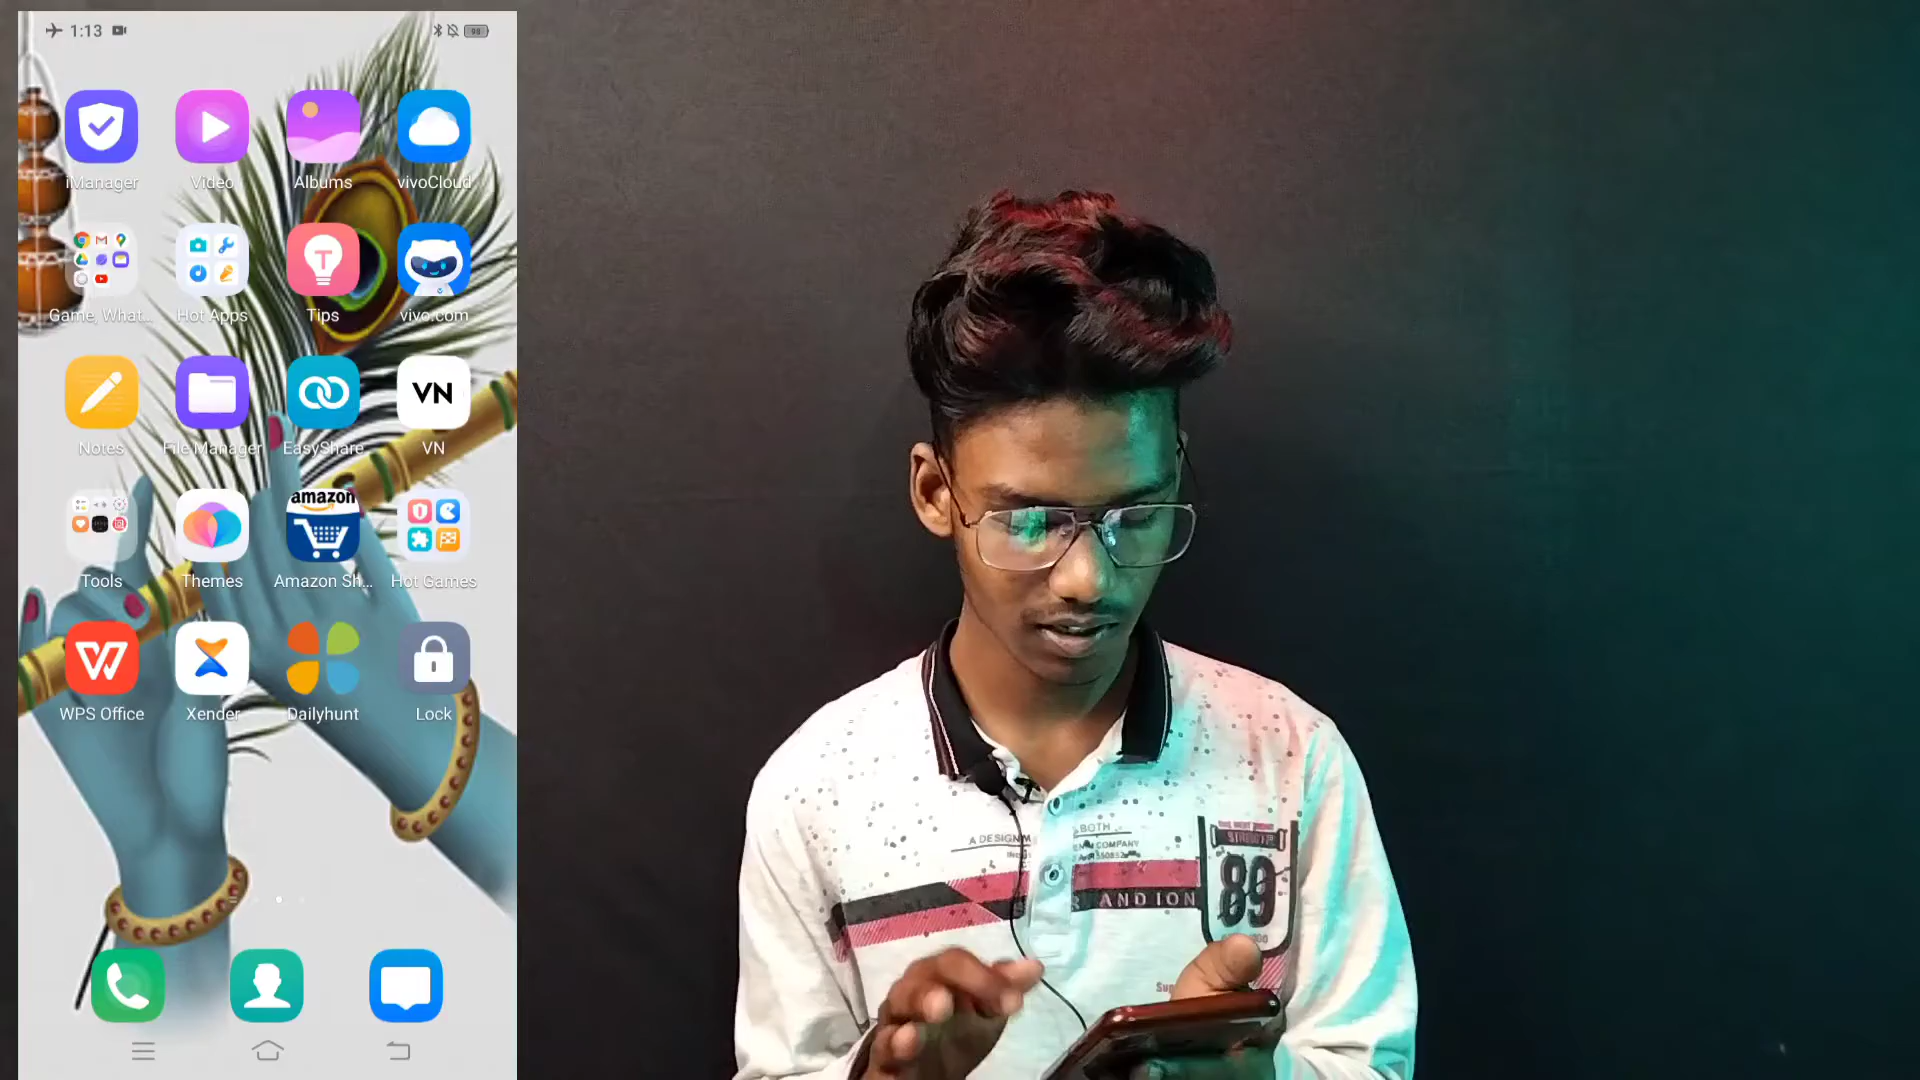 1:13
98
iManager
Video
Albums
vivoCloud
T
Game, What...
Hot Apps
Tips
vivo.com
VN
Notes
File Manager
EasyShare
VN
amazon
Tools
Themes
Amazon Sh...
Hot Games
W
WPS Office
Xender
Dailyhunt
Lock
A DESIGN
BOTH
COMPANY
89
AND ION